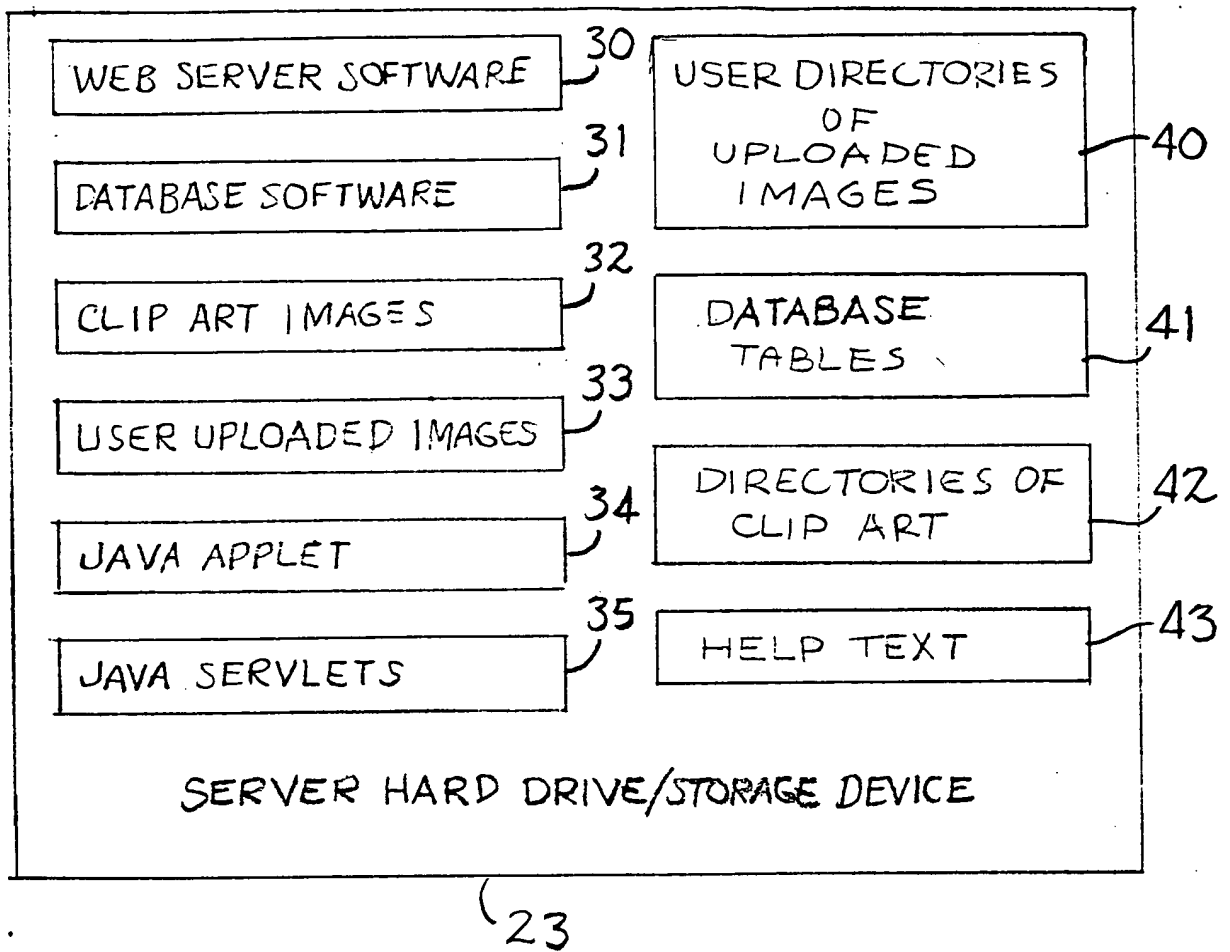 WEB SERVER SOFTWARE
30
DATABASE SOFTWARE
31
CLIP ART IMAGES
32
USER UPLOADED IMAGES
33
JAVA APPLET
34
JAVA SERVLETS
35
USER DIRECTORIES
OF
UPLOADED
IMAGES
40
DATABASE
TABLES
41
DIRECTORIES OF
CLIP ART
42
HELP TEXT
43
SERVER HARD DRIVE/STORAGE DEVICE
23